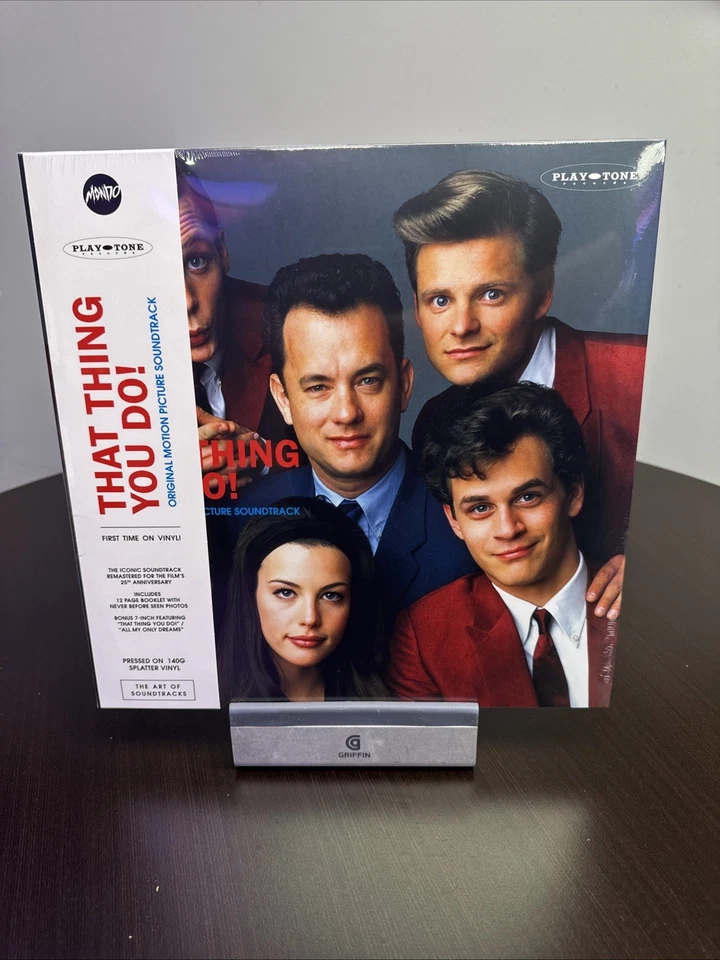 MONDO
PLAY TONE
records
THAT THING
YOU DO!
ORIGINAL MOTION PICTURE SOUNDTRACK
FIRST TIME ON VINYL!
THE ICONIC SOUNDTRACK
REMASTERED FOR THE FILM'S
25TH ANNIVERSARY
INCLUDES
12 PAGE BOOKLET WITH
NEVER BEFORE SEEN PHOTOS
BONUS 7-INCH FEATURING
"THAT THING YOU DO!" /
"ALL MY ONLY DREAMS"
PRESSED ON 140G
SPLATTER VINYL
THE ART OF
SOUNDTRACKS
PLAY TONE
records
THING
O!
CTURE SOUNDTRACK
GRIFFIN